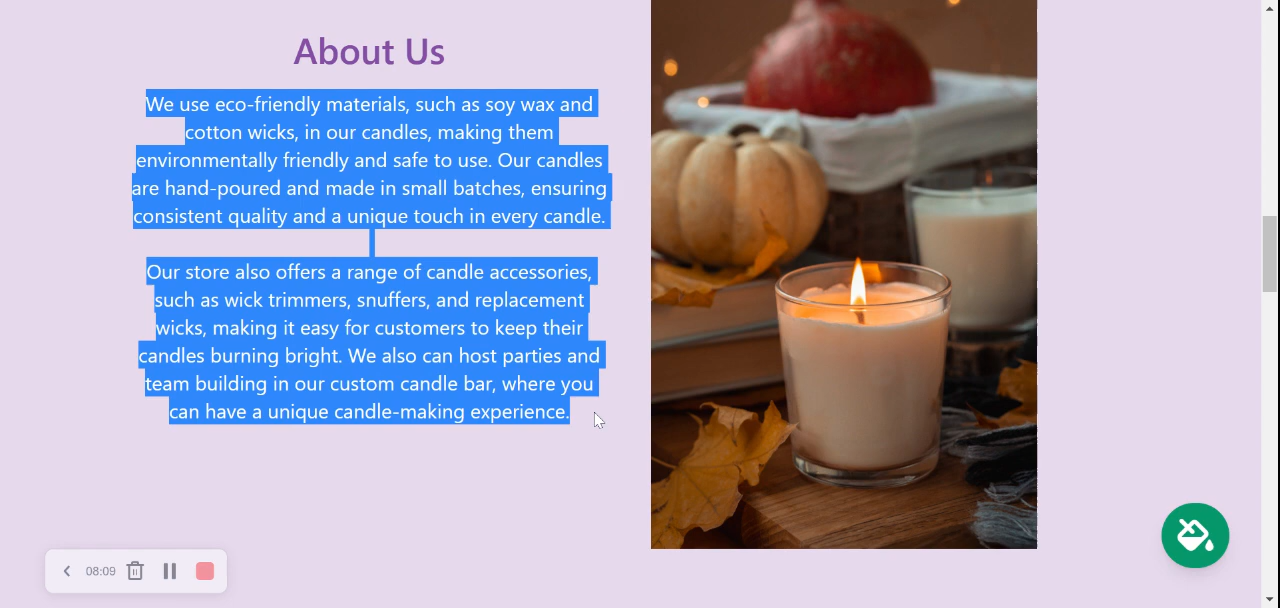 About Us
We use eco-friendly materials, such as soy wax and
cotton wicks, in our candles, making them
environmentally friendly and safe to use. Our candles
are hand-poured and made in small batches, ensuring
consistent quality and a unique touch in every candle.
Our store also offers a range of candle accessories,
such as wick trimmers, snuffers, and replacement
wicks, making it easy for customers to keep their
candles burning bright. We also can host parties and
team building in our custom candle bar, where you
can have a unique candle-making experience.
08:09